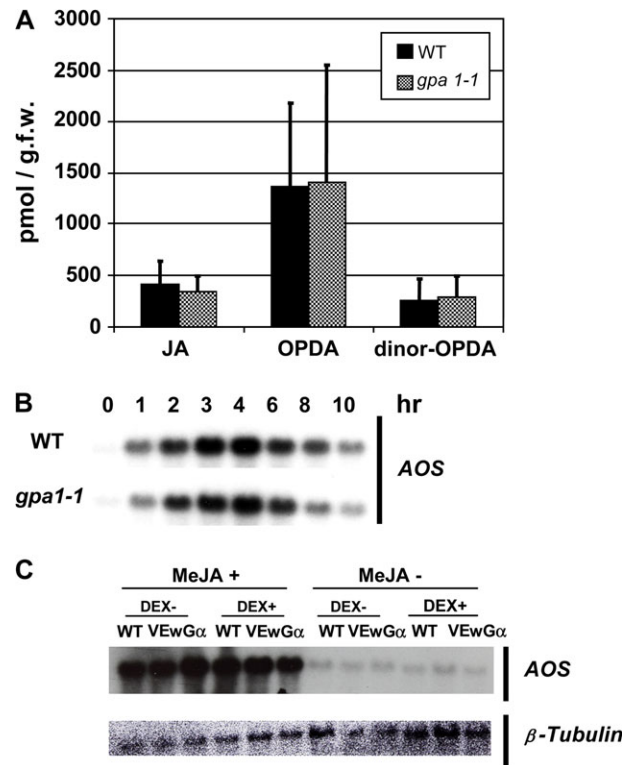 A
3000
2500
2000
1500
1000
500
0
pmol / g.f.w.
WT
gpa 1-1
JA OPDA dinor-OPDA
B
0 1 2 3 4 6 8 10 hr
WT
gpa1-1
AOS
C
MeJA + MeJA -
DEX- DEX+ DEX- DEX+
WT VEwGα WT VEwGα WT VEwGα WT VEwGα
AOS
β-Tubulin